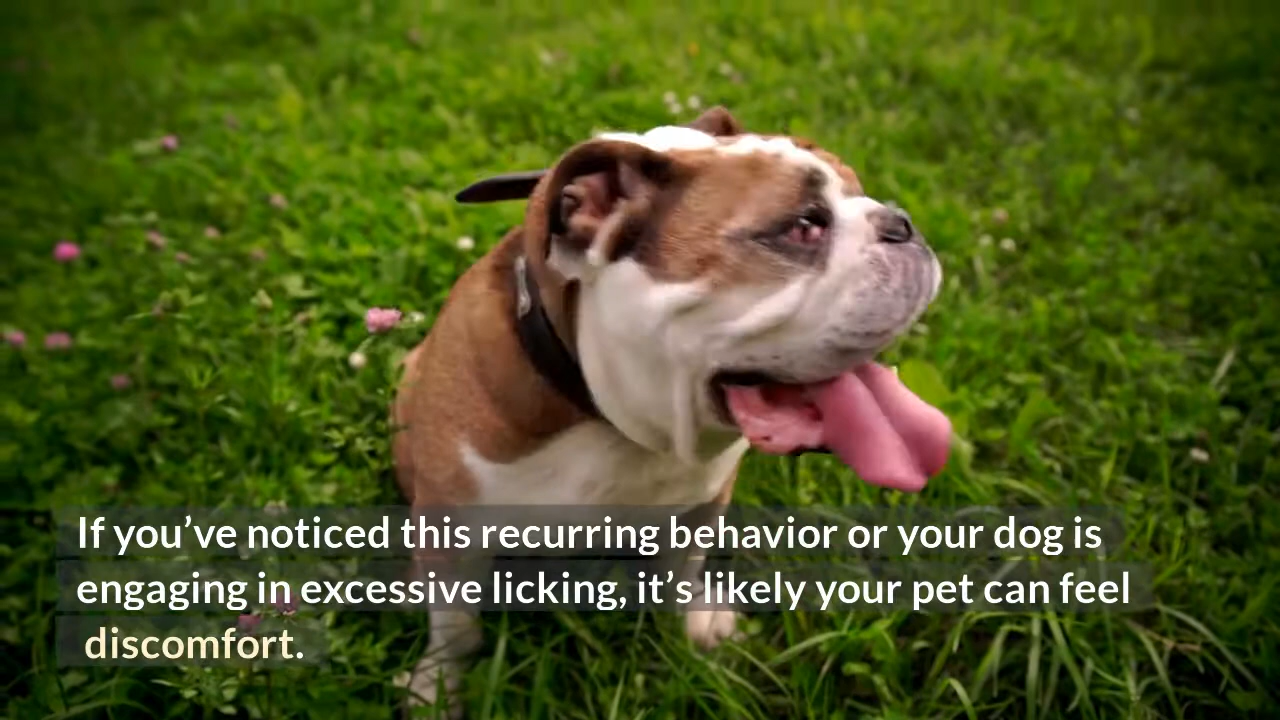 If you’ve noticed this recurring behavior or your dog is
engaging in excessive licking, it’s likely your pet can feel
discomfort.